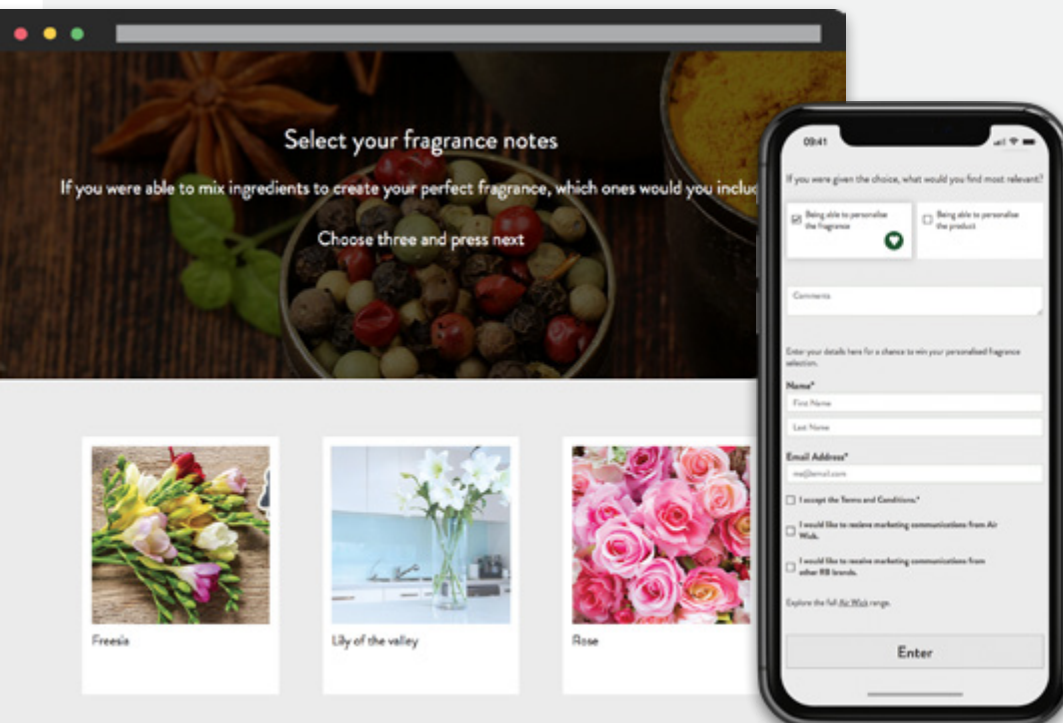 Select your fragrance notes
If you were able to mix ingredients to create your perfect fragrance, which ones would you includ
Choose three and press next
Freesia
Lily of the valley
Rose
09:41
If you were given the choice, what would you find most relevant?
Being able to personalise
the fragrance
Being able to personalise
the product
Comments
Enter your details here for a chance to win your personalised fragrance
selection.
Name*
First Name
Last Name
Email Address*
me@email.com
I accept the Terms and Conditions.*
I would like to recieve marketing communications from Air
Wick.
I would like to receive marketing communications from
other RB brands.
Explore the full Air Wick range.
Enter